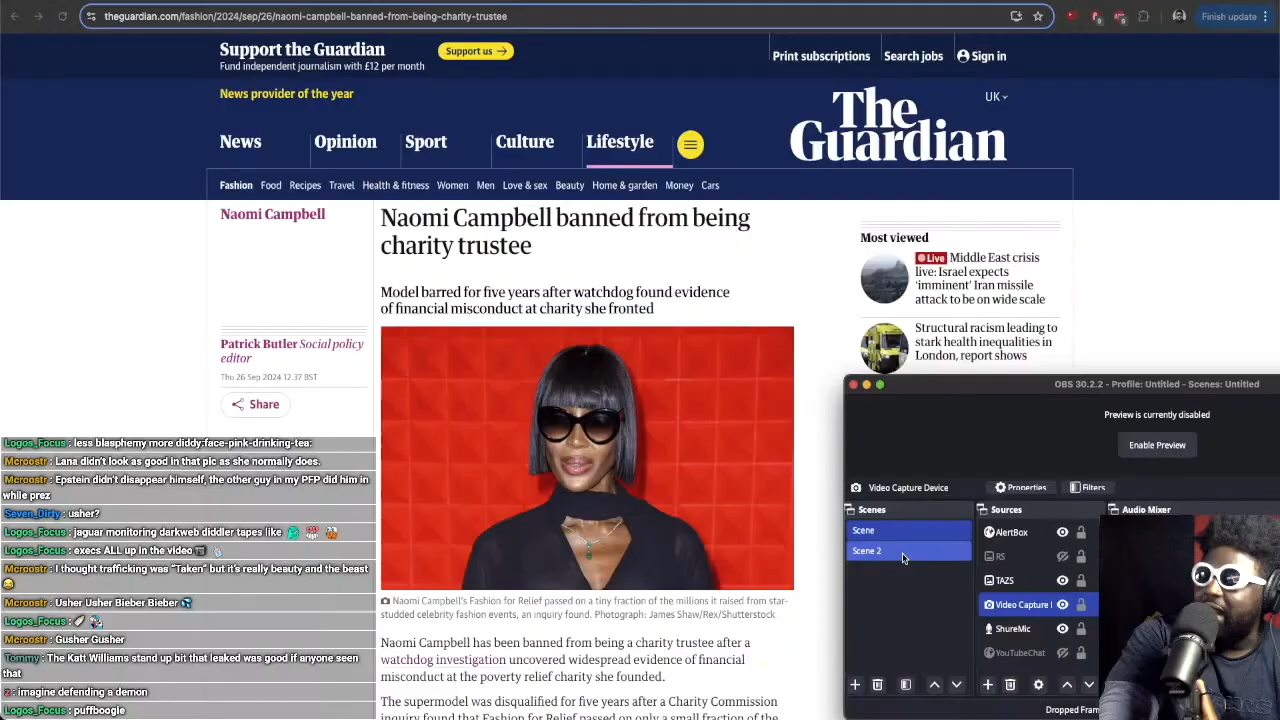 theguardian.com/fashion/2024/sep/26/naomi-campbell-banned-from-being-charity-trustee
Finish update
Support the Guardian
Fund independent journalism with £12 per month
Support us →
Print subscriptions
Search jobs
Sign in
News provider of the year
UK
The
Guardian
News
Opinion
Sport
Culture
Lifestyle
Fashion
Food
Recipes
Travel
Health & fitness
Women
Men
Love & sex
Beauty
Home & garden
Money
Cars
Naomi Campbell
Naomi Campbell banned from being
charity trustee
Model barred for five years after watchdog found evidence
of financial misconduct at charity she fronted
Patrick Butler Social policy
editor
Thu 26 Sep 2024 12.37 BST
Share
Most viewed
Live Middle East crisis
live: Israel expects
‘imminent’ Iran missile
attack to be on wide scale
Structural racism leading to
stark health inequalities in
London, report shows
Naomi Campbell's Fashion for Relief passed on a tiny fraction of the millions it raised from star-
studded celebrity fashion events, an inquiry found. Photograph: James Shaw/Rex/Shutterstock
Naomi Campbell has been banned from being a charity trustee after a
watchdog investigation uncovered widespread evidence of financial
misconduct at the poverty relief charity she founded.
The supermodel was disqualified for five years after a Charity Commission
inquiry found that Fashion for Relief passed on only a small fraction of the
Logos_Focus : less blasphemy more diddy:face-pink-drinking-tea:
Mcroostr : Lana didn't look as good in that pic as she normally does.
Mcroostr : Epstein didn't disappear himself, the other guy in my PFP did him in
while prez
Seven_Dirty : usher?
Logos_Focus : jaguar monitoring darkweb diddler tapes like
Logos_Focus : execs ALL up in the video
Mcroostr : I thought trafficking was “Taken” but it's really beauty and the beast
Mcroostr : Usher Usher Bieber Bieber
Logos_Focus :
Mcroostr : Gusher Gusher
Tommy : The Katt Williams stand up bit that leaked was good if anyone seen
that
z : imagine defending a demon
Logos_Focus : puffboogie
OBS 30.2.2 - Profile: Untitled - Scenes: Untitled
Preview is currently disabled
Enable Preview
Video Capture Device
Properties
Filters
Scenes
Sources
Audio Mixer
Scene
Scene 2
AlertBox
RS
TAZS
Video Capture
ShureMic
YouTubeChat
Dropped Fram